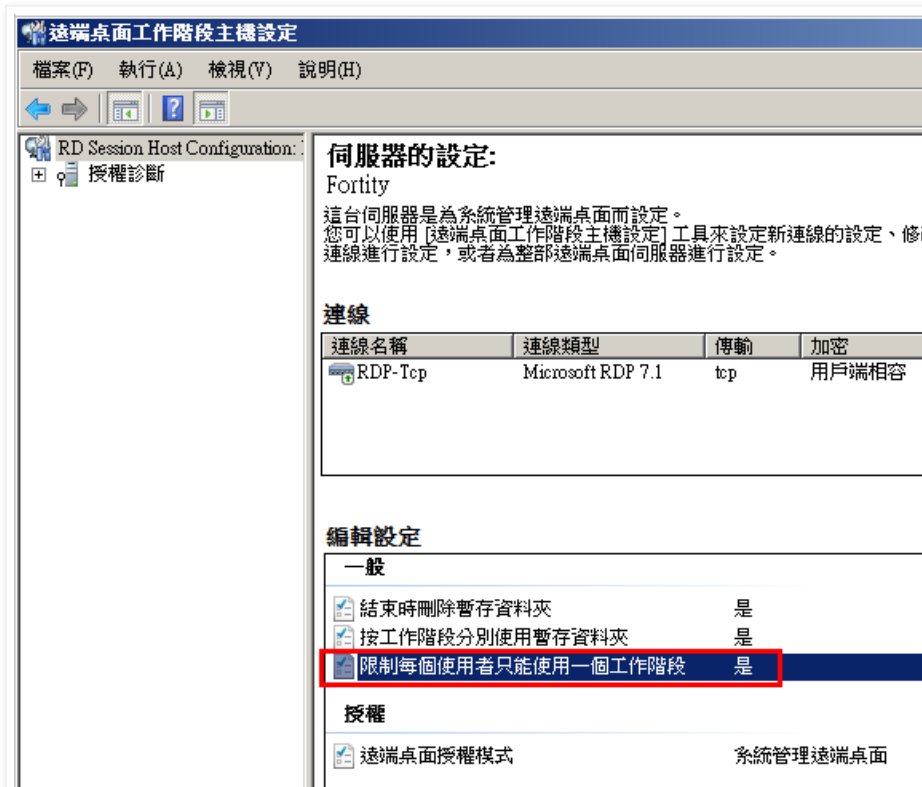 遠端桌面工作階段主機設定
檔案(F) 執行(A) 檢視(V) 說明(H)
RD Session Host Configuration:
授權診斷
伺服器的設定:
Fortity
這台伺服器是為系統管理遠端桌面而設定。
您可以使用 [遠端桌面工作階段主機設定] 工具來設定新連線的設定、修
連線進行設定，或者為整部遠端桌面伺服器進行設定。
連線
連線名稱 連線類型 傳輸 加密
RDP-Tcp Microsoft RDP 7.1 tcp 用戶端相容
編輯設定
一般
結束時刪除暫存資料夾 是
按工作階段分別使用暫存資料夾 是
限制每個使用者只能使用一個工作階段 是
授權
遠端桌面授權模式 系統管理遠端桌面